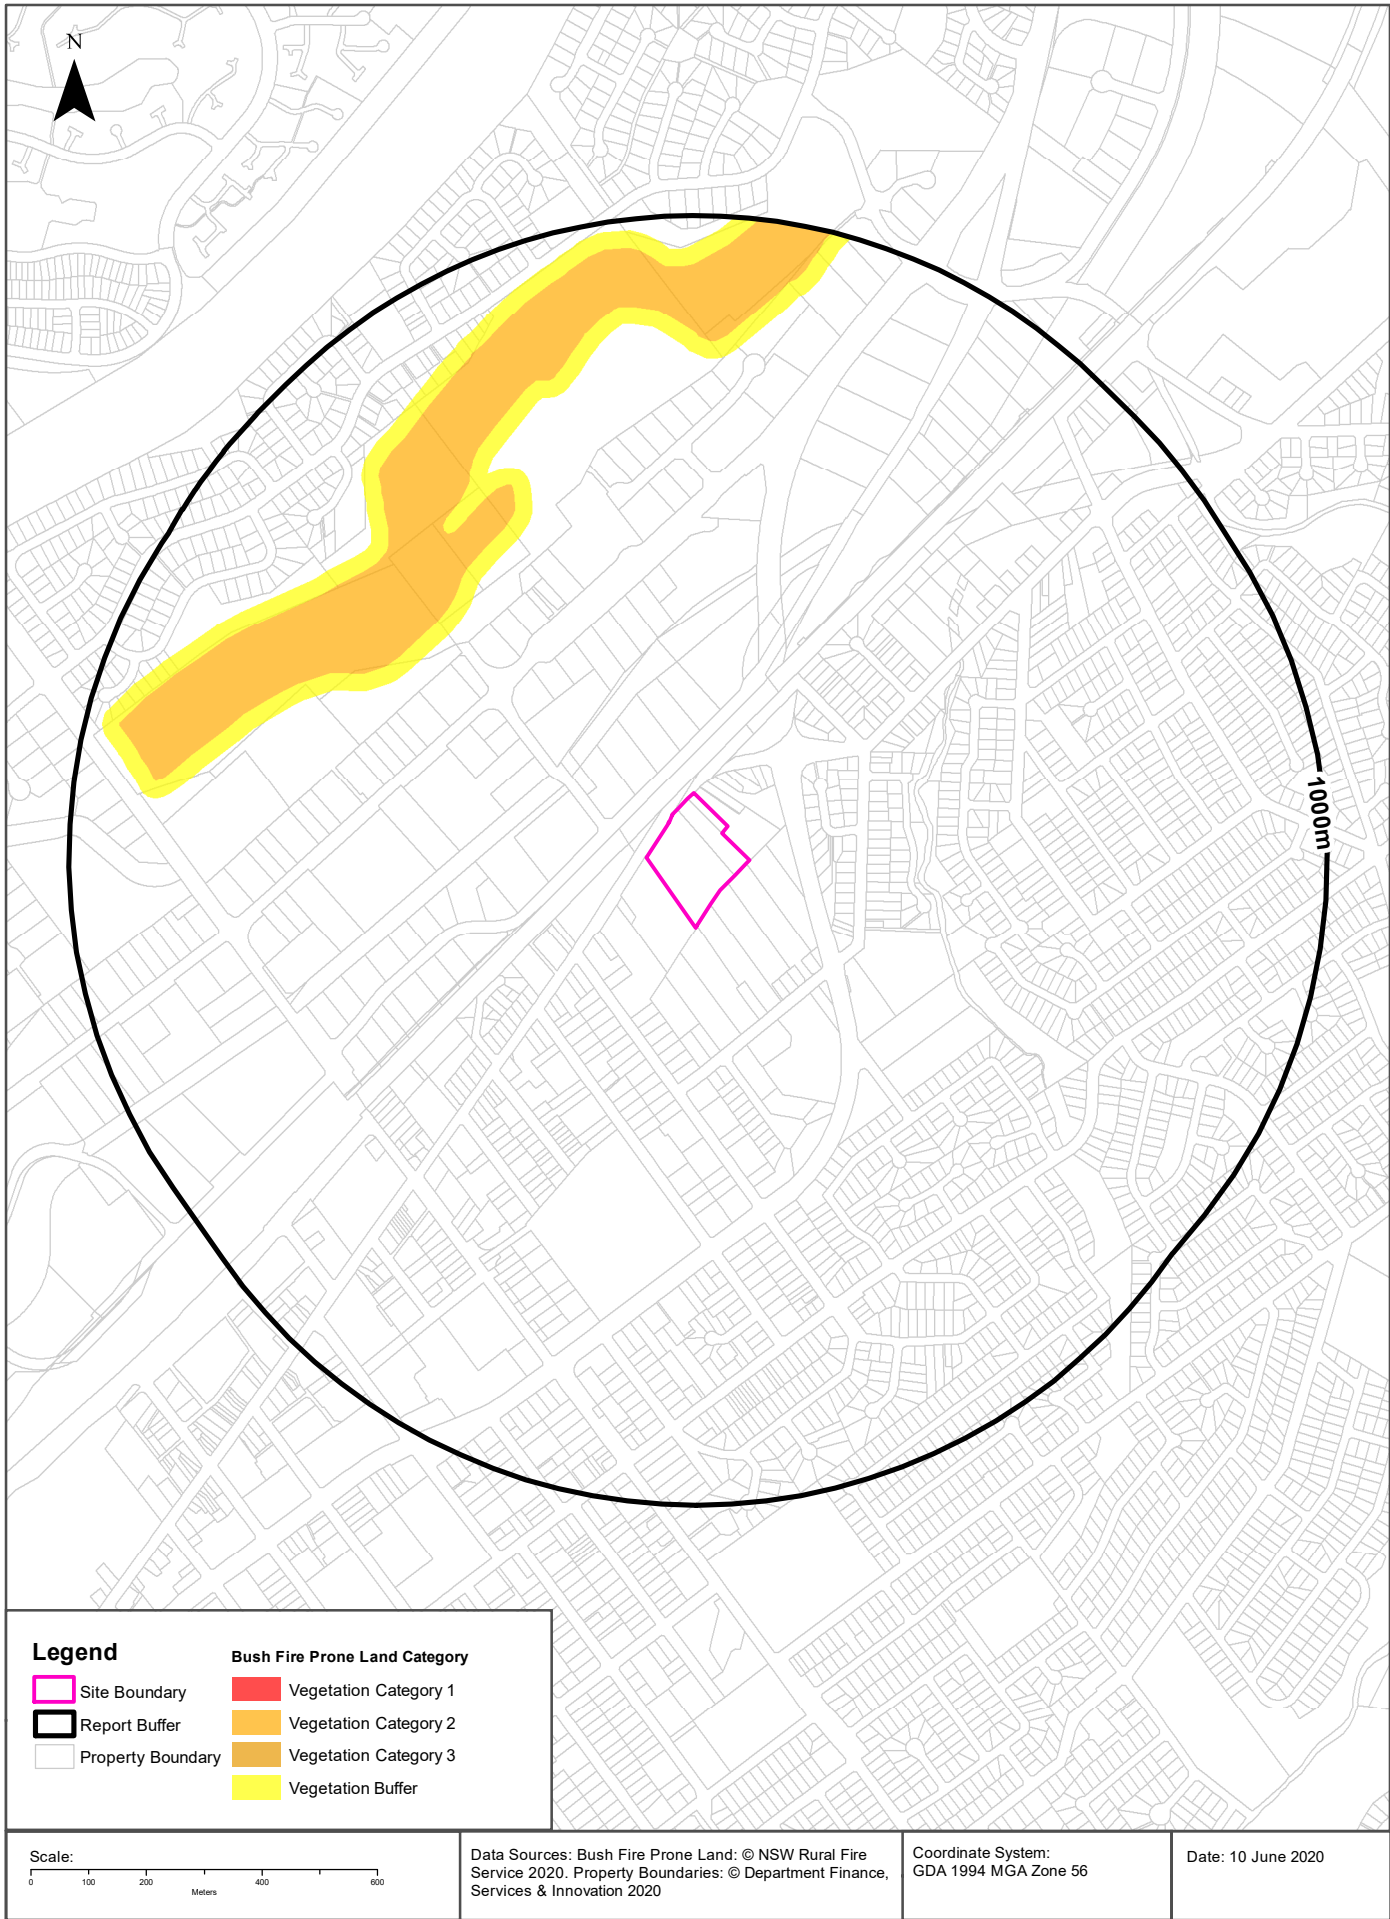 N
1000m
Legend
Site Boundary
Report Buffer
Property Boundary
Bush Fire Prone Land Category
Vegetation Category 1
Vegetation Category 2
Vegetation Category 3
Vegetation Buffer
Scale:
0 100 200 400 600
Meters
Data Sources: Bush Fire Prone Land: © NSW Rural Fire
Service 2020. Property Boundaries: © Department Finance,
Services & Innovation 2020
Coordinate System:
GDA 1994 MGA Zone 56
Date: 10 June 2020